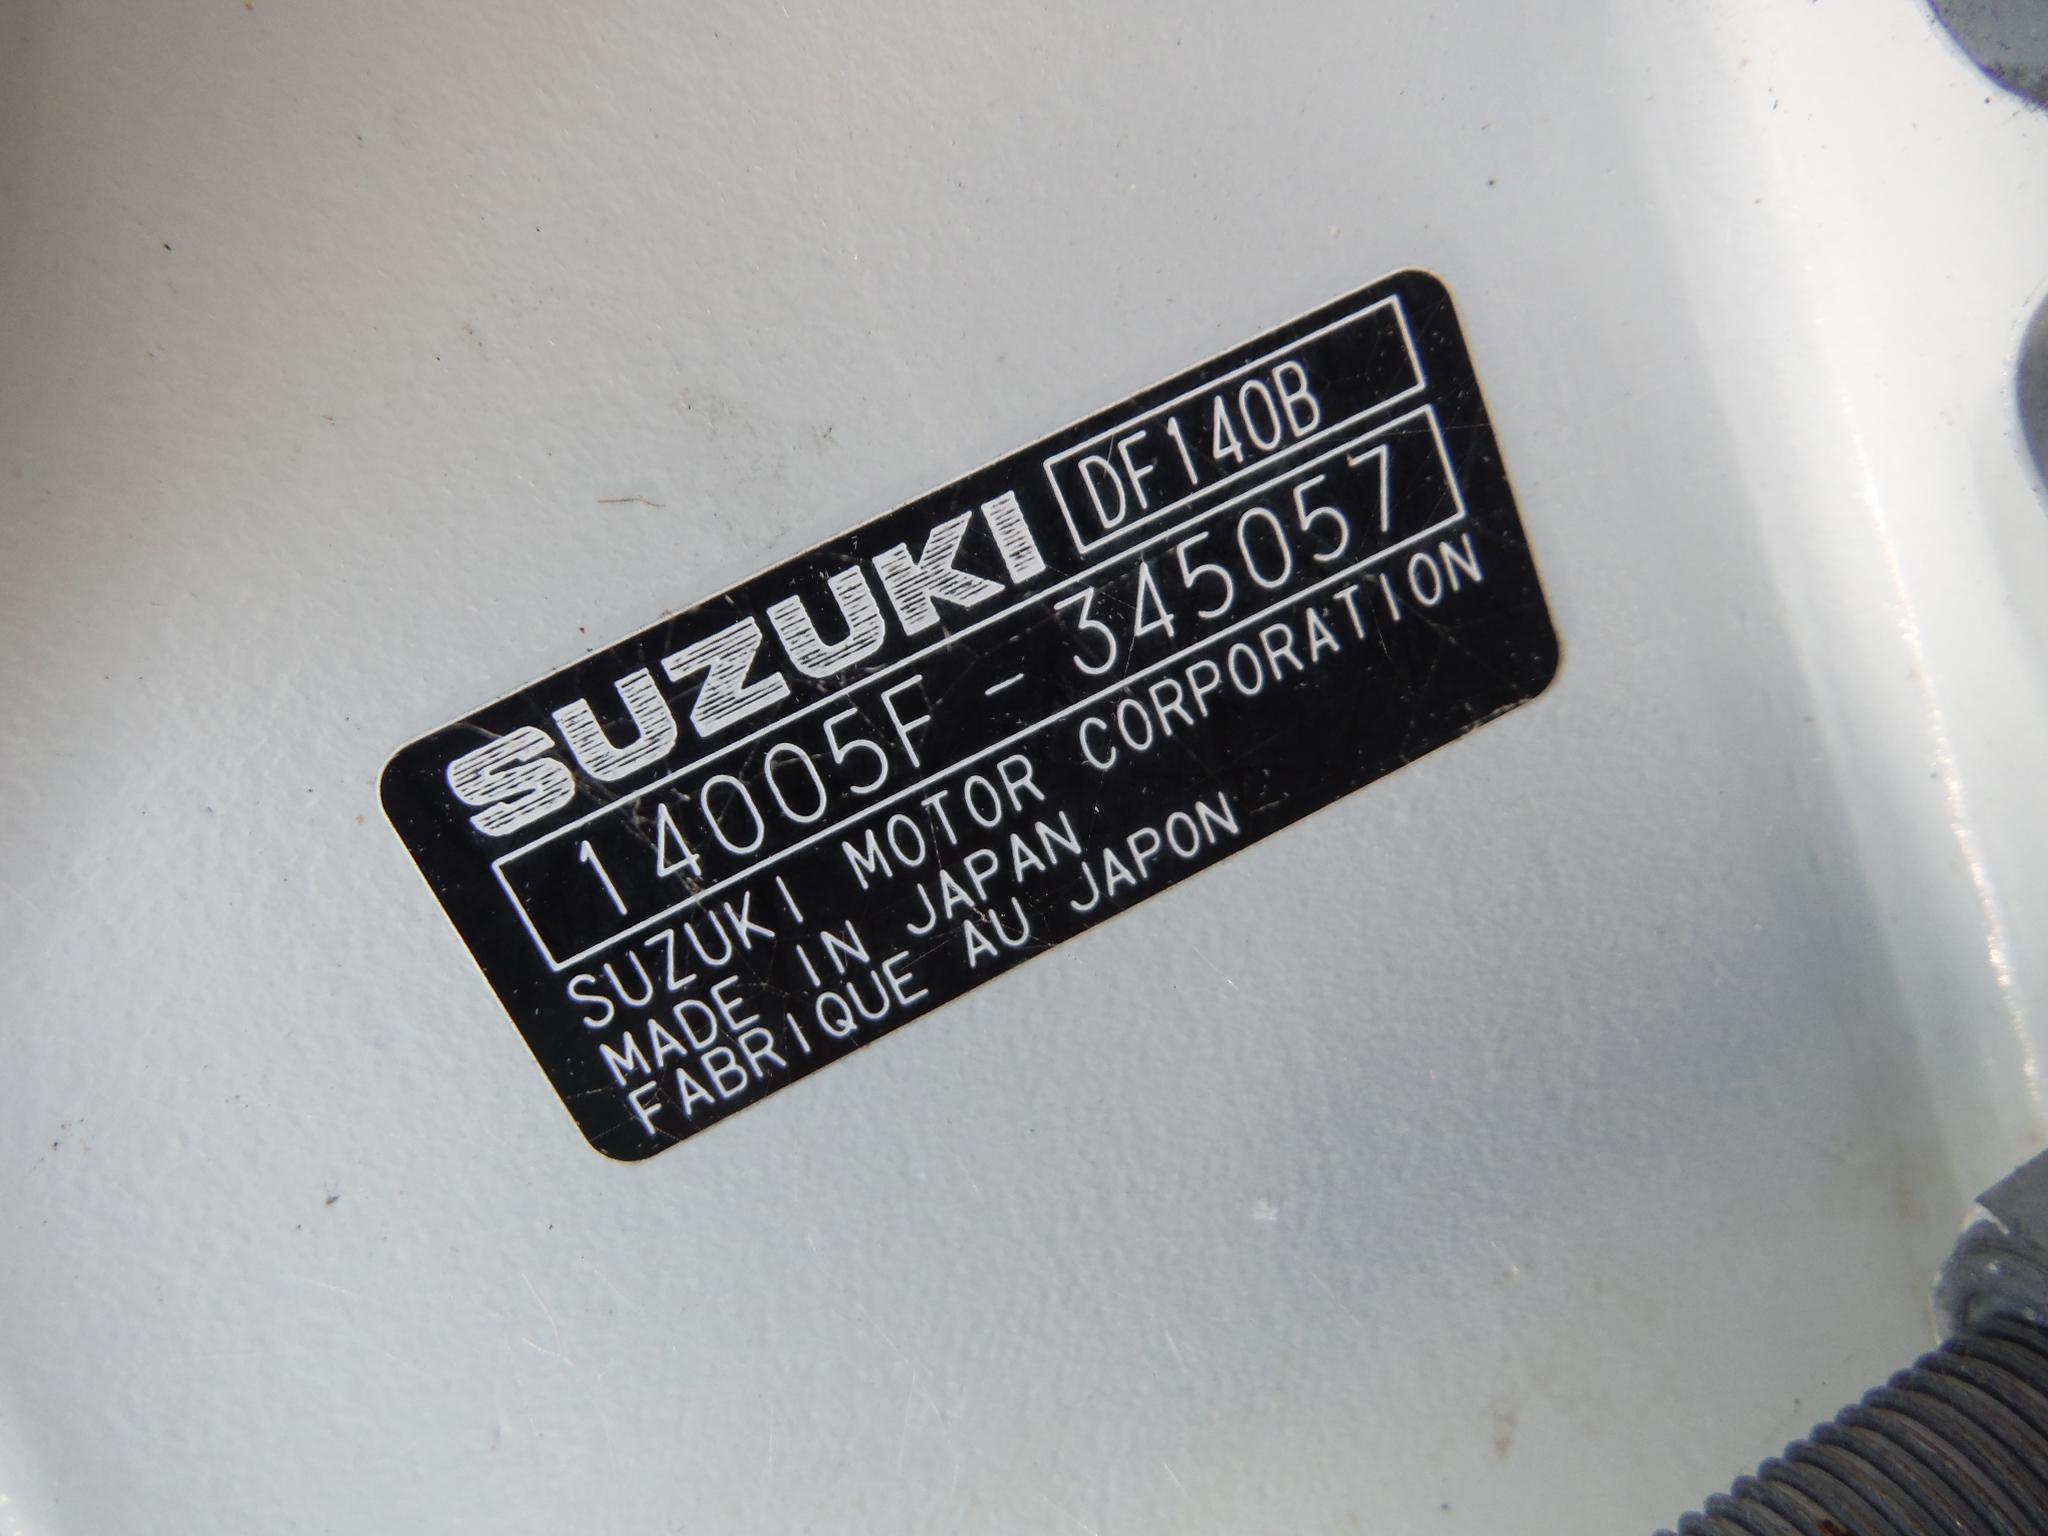 SUZUKI DF140B
14005F-345057
SUZUKI MOTOR CORPORATION
MADE IN JAPAN
FABRIQUE AU JAPON